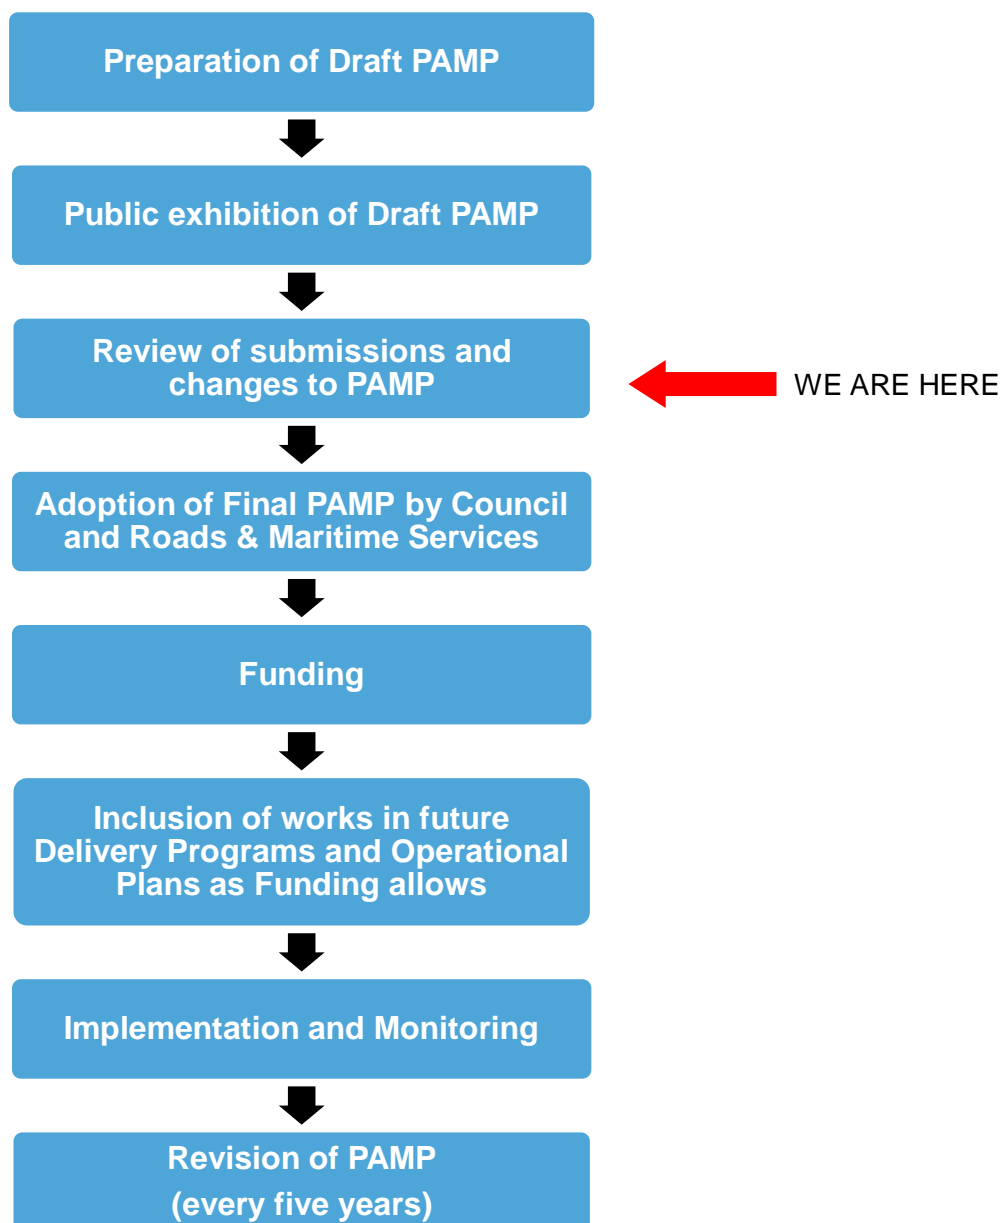 Preparation of Draft PAMP
Public exhibition of Draft PAMP
Review of submissions and
changes to PAMP
WE ARE HERE
Adoption of Final PAMP by Council
and Roads & Maritime Services
Funding
Inclusion of works in future
Delivery Programs and Operational
Plans as Funding allows
Implementation and Monitoring
Revision of PAMP
(every five years)